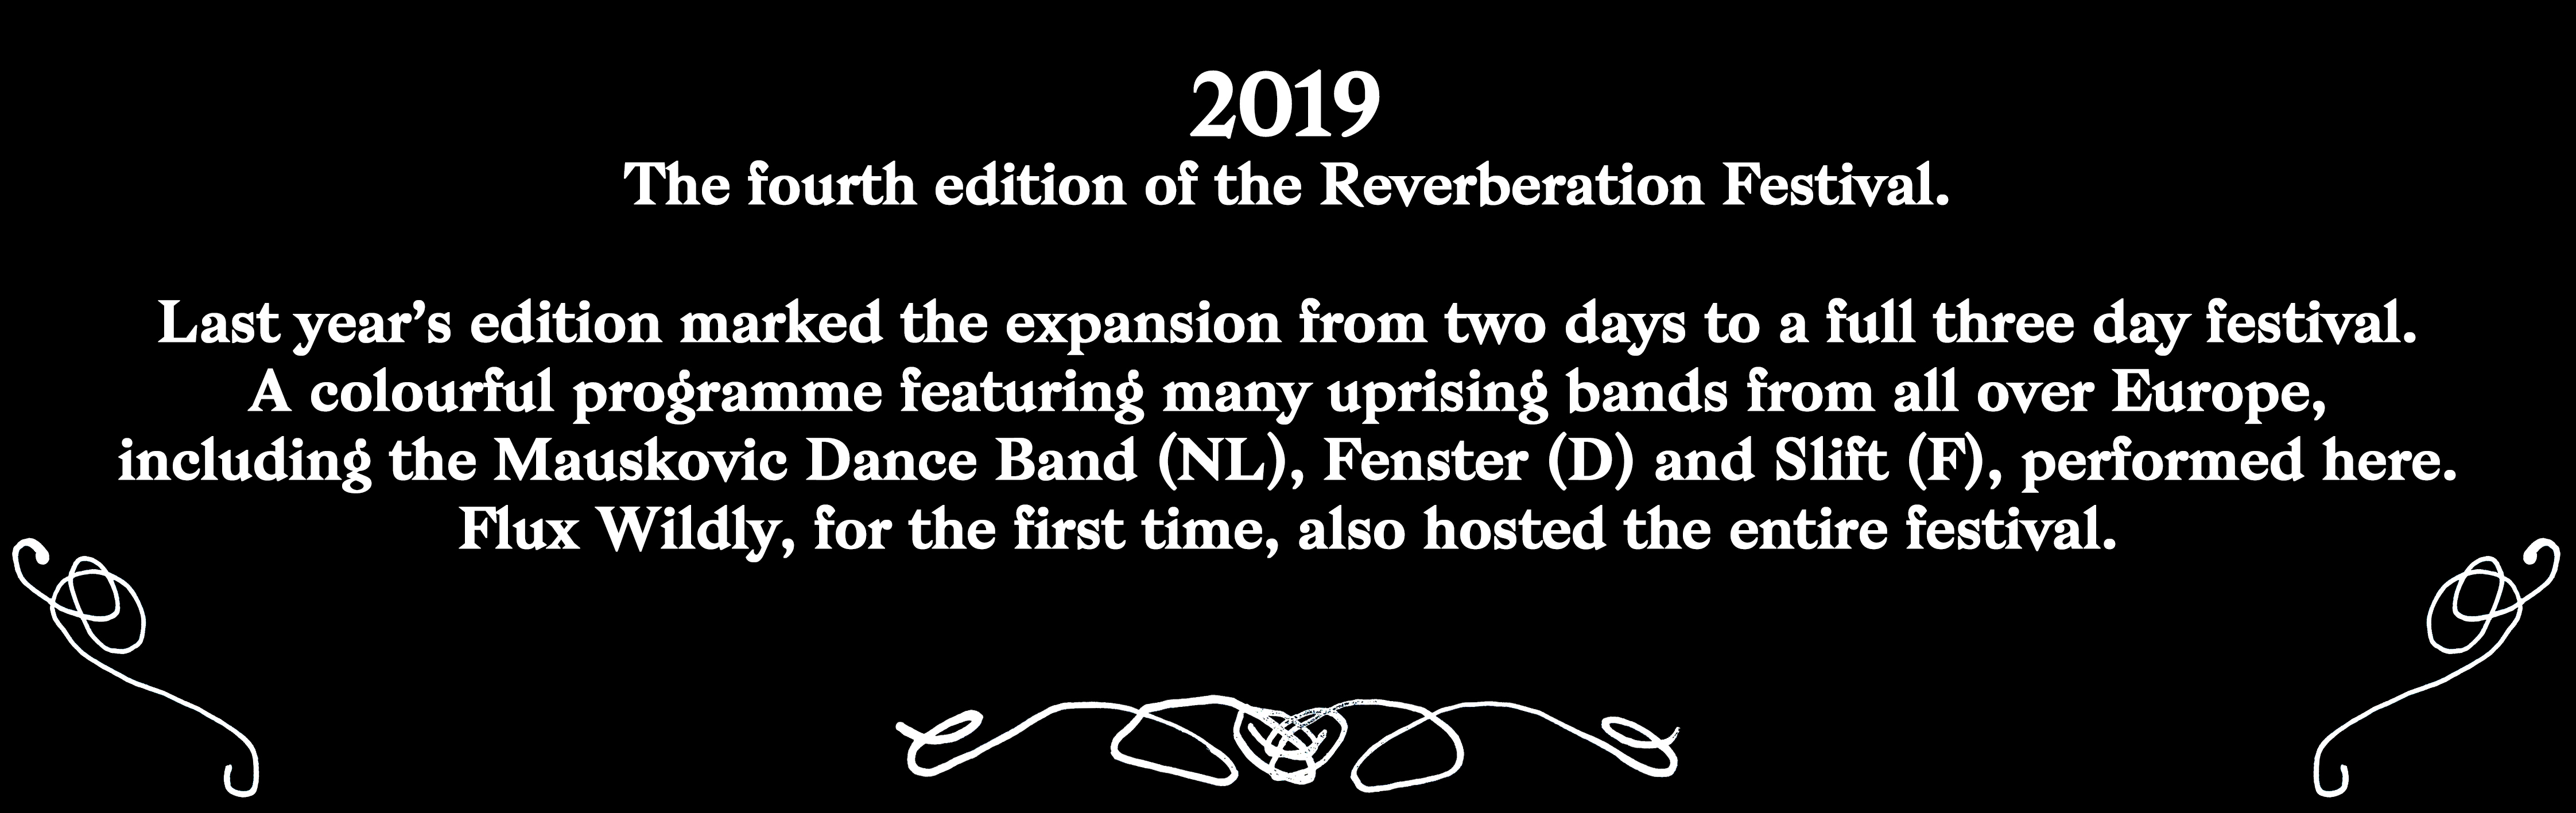 2019
The fourth edition of the Reverberation Festival.
Last year’s edition marked the expansion from two days to a full three day festival.
A colourful programme featuring many uprising bands from all over Europe,
including the Mauskovic Dance Band (NL), Fenster (D) and Slift (F), performed here.
Flux Wildly, for the first time, also hosted the entire festival.